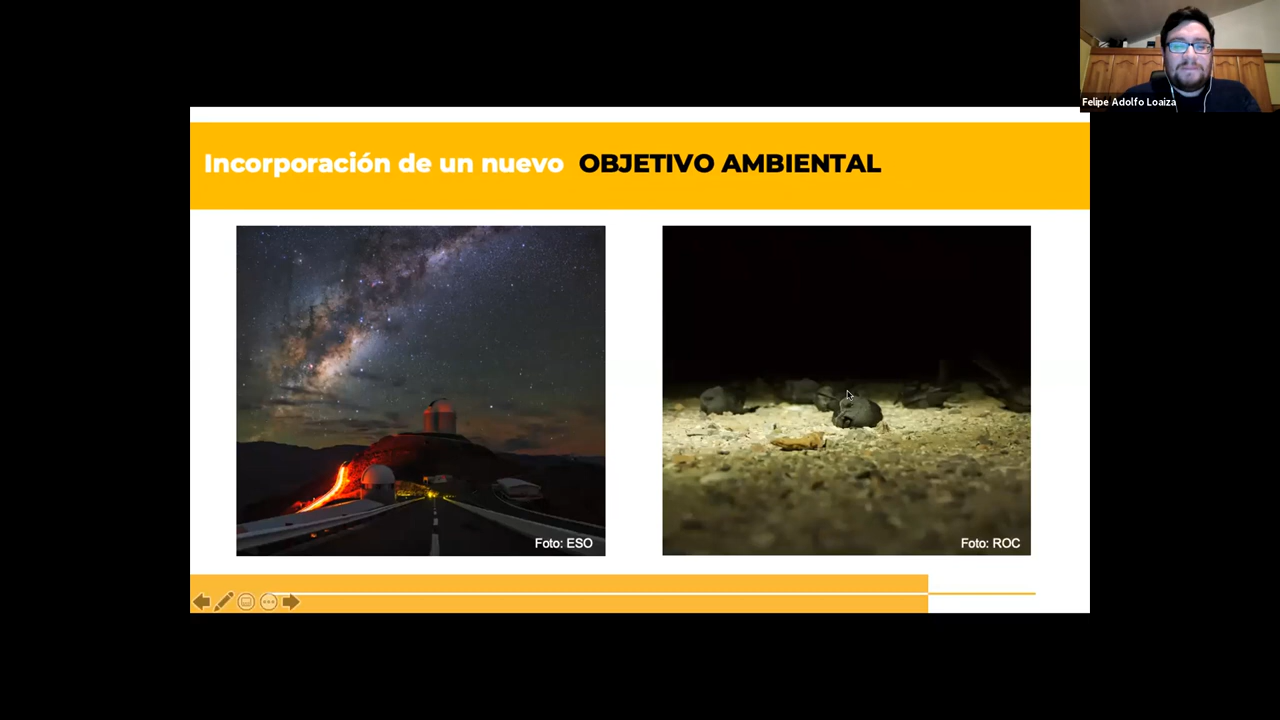 Felipe Adolfo Loaiza
Incorporación de un nuevo OBJETIVO AMBIENTAL
Foto: ESO
Foto: ROC